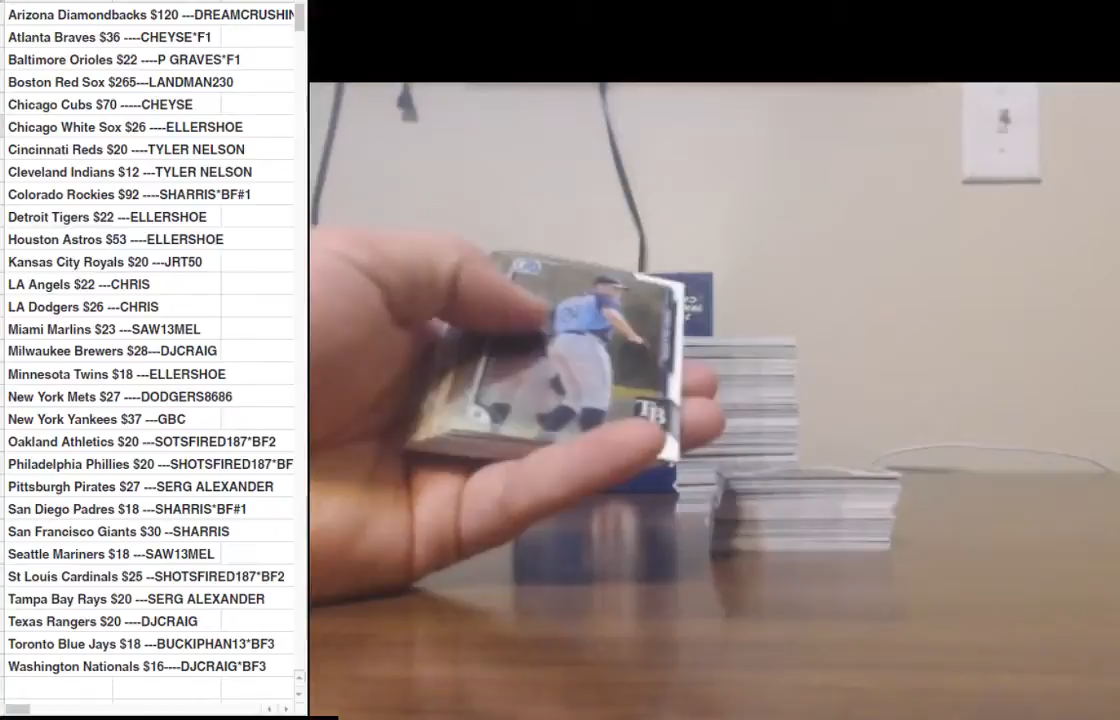 Arizona Diamondbacks $120 ---DREAMCRUSHIN
Atlanta Braves $36 ----CHEYSE*F1
Baltimore Orioles $22 ----P GRAVES*F1
Boston Red Sox $265---LANDMAN230
Chicago Cubs $70 -----CHEYSE
Chicago White Sox $26 ----ELLERSHOE
Cincinnati Reds $20 ----TYLER NELSON
Cleveland Indians $12 ---TYLER NELSON
Colorado Rockies $92 ----SHARRIS*BF#1
Detroit Tigers $22 ---ELLERSHOE
Houston Astros $53 ----ELLERSHOE
Kansas City Royals $20 ----JRT50
LA Angels $22 ---CHRIS
LA Dodgers $26 ---CHRIS
Miami Marlins $23 ---SAW13MEL
Milwaukee Brewers $28---DJCRAIG
Minnesota Twins $18 ----ELLERSHOE
New York Mets $27 ----DODGERS8686
New York Yankees $37 ---GBC
Oakland Athletics $20 ---SOTSFIRED187*BF2
Philadelphia Phillies $20 ---SHOTSFIRED187*BF
Pittsburgh Pirates $27 ---SERG ALEXANDER
San Diego Padres $18 ----SHARRIS*BF#1
San Francisco Giants $30 --SHARRIS
Seattle Mariners $18 ---SAW13MEL
St Louis Cardinals $25 --SHOTSFIRED187*BF2
Tampa Bay Rays $20 ---SERG ALEXANDER
Texas Rangers $20 ----DJCRAIG
Toronto Blue Jays $18 ---BUCKIPHAN13*BF3
Washington Nationals $16----DJCRAIG*BF3
TB